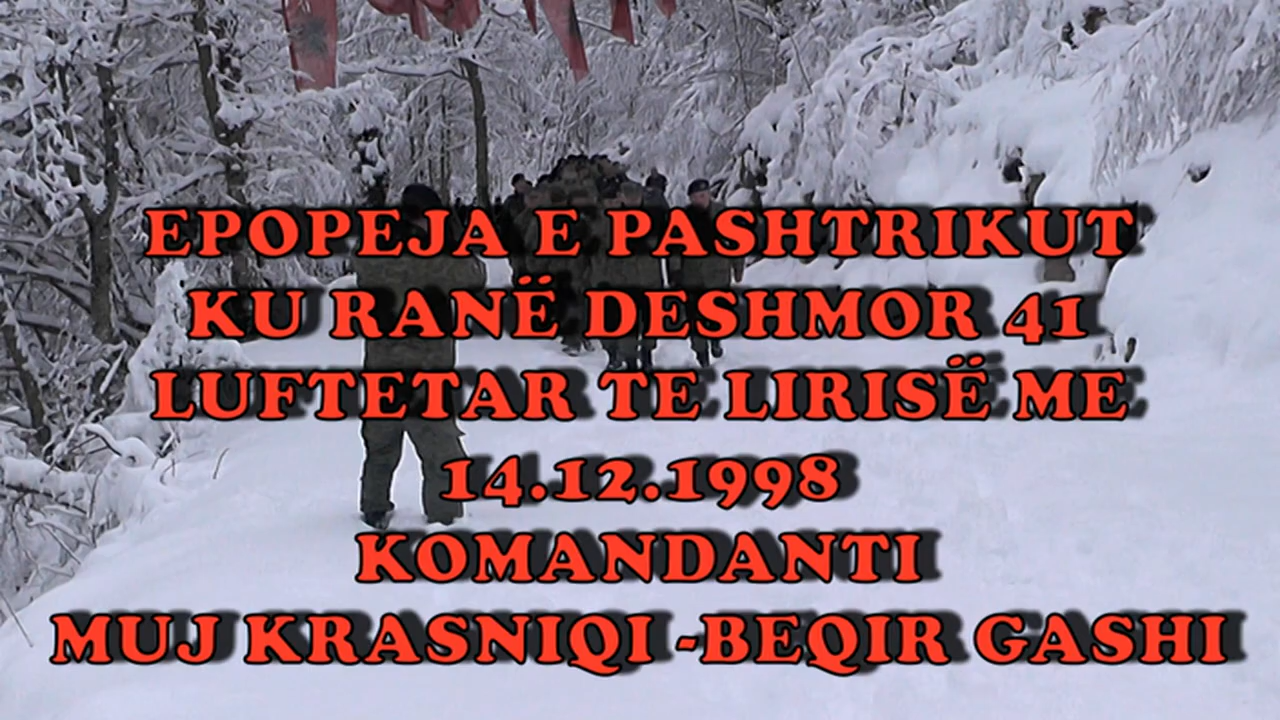 EPOPEJA E PASHTRIKUT
KU RANË DESHMOR 41
LUFTETAR TE LIRISË ME
14.12.1998
KOMANDANTI
MUJ KRASNIQI -BEQIR GASHI